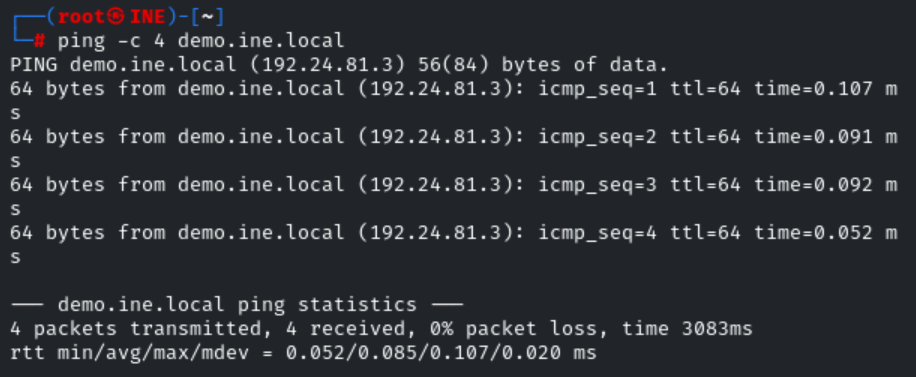 ┌──(root㉿INE)-[~]
└─# ping -c 4 demo.ine.local
PING demo.ine.local (192.24.81.3) 56(84) bytes of data.
64 bytes from demo.ine.local (192.24.81.3): icmp_seq=1 ttl=64 time=0.107 m
s
64 bytes from demo.ine.local (192.24.81.3): icmp_seq=2 ttl=64 time=0.091 m
s
64 bytes from demo.ine.local (192.24.81.3): icmp_seq=3 ttl=64 time=0.092 m
s
64 bytes from demo.ine.local (192.24.81.3): icmp_seq=4 ttl=64 time=0.052 m
s

--- demo.ine.local ping statistics ---
4 packets transmitted, 4 received, 0% packet loss, time 3083ms
rtt min/avg/max/mdev = 0.052/0.085/0.107/0.020 ms